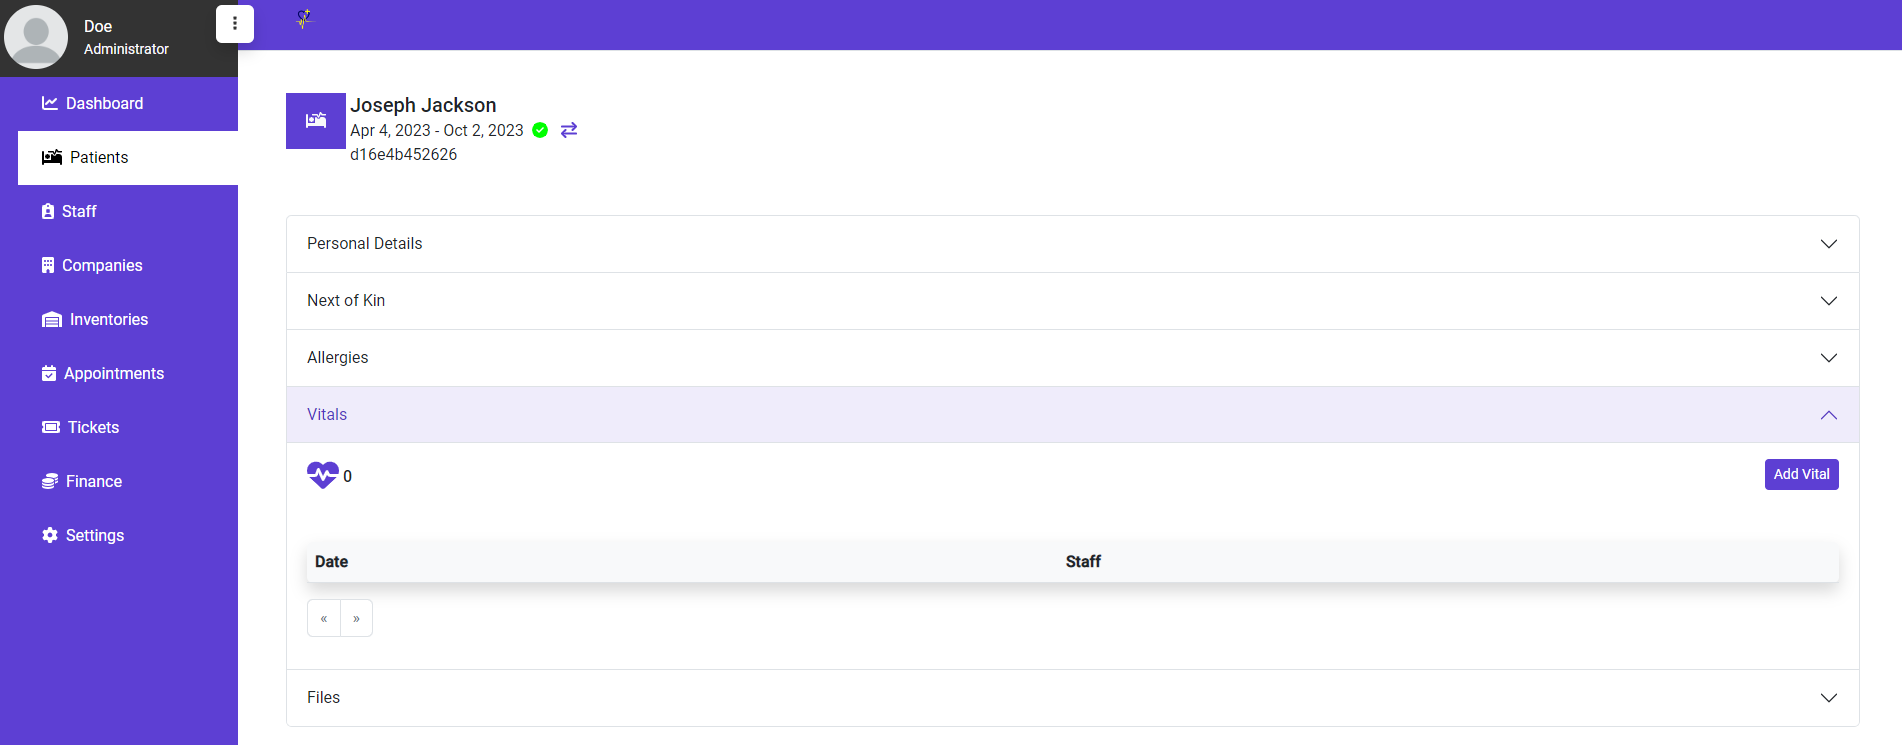 Doe
Administrator
Dashboard
Patients
Staff
Companies
Inventories
Appointments
Tickets
Finance
Settings
Joseph Jackson
Apr 4, 2023 - Oct 2, 2023
d16e4b452626
Personal Details
Next of Kin
Allergies
Vitals
0
Add Vital
Date Staff
« »
Files